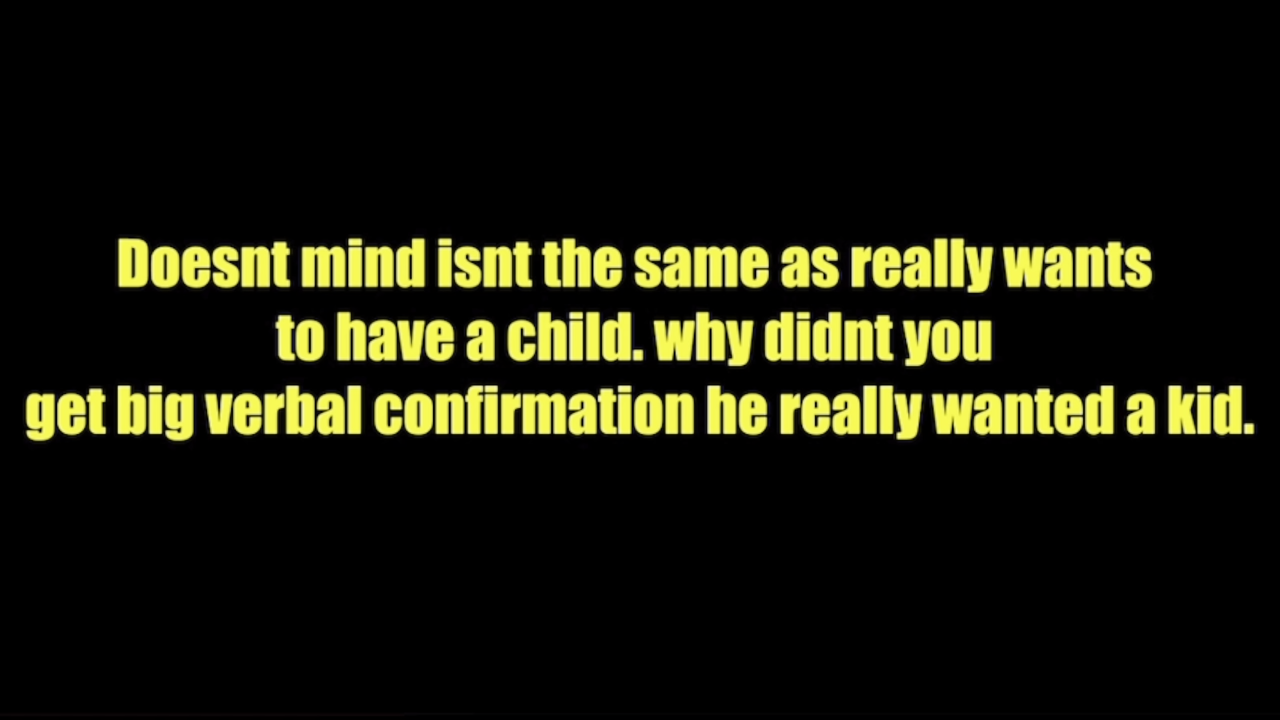 Doesnt mind isnt the same as really wants
to have a child. why didnt you
get big verbal confirmation he really wanted a kid.